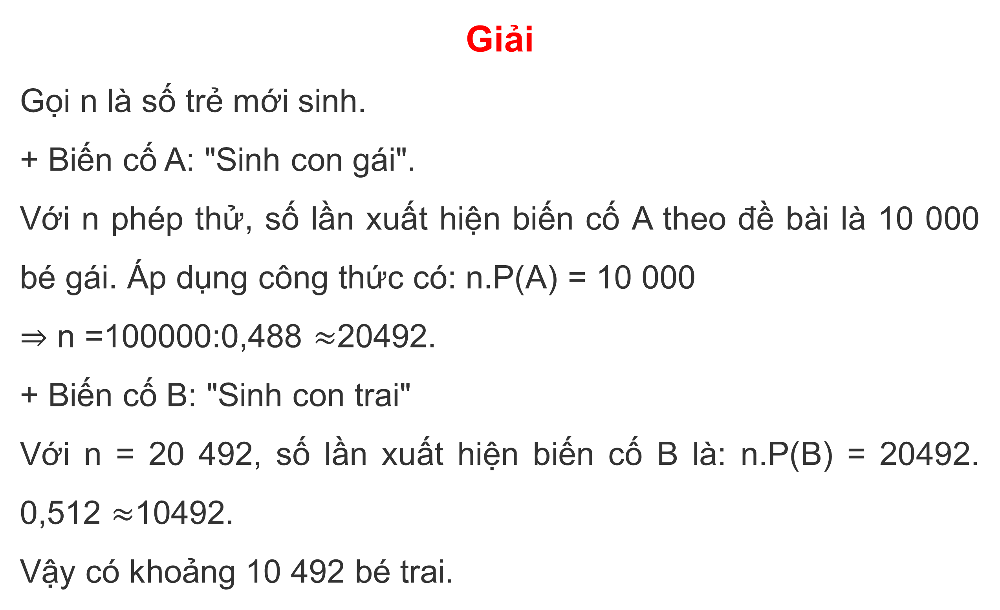 Giải
Gọi n là số trẻ mới sinh.
+ Biến cố A: "Sinh con gái".
Với n phép thử, số lần xuất hiện biến cố A theo đề bài là 10 000
bé gái. Áp dụng công thức có: n.P(A) = 10 000
⇒ n =100000:0,488 ≈20492.
+ Biến cố B: "Sinh con trai"
Với n = 20 492, số lần xuất hiện biến cố B là: n.P(B) = 20492.
0,512 ≈10492.
Vậy có khoảng 10 492 bé trai.